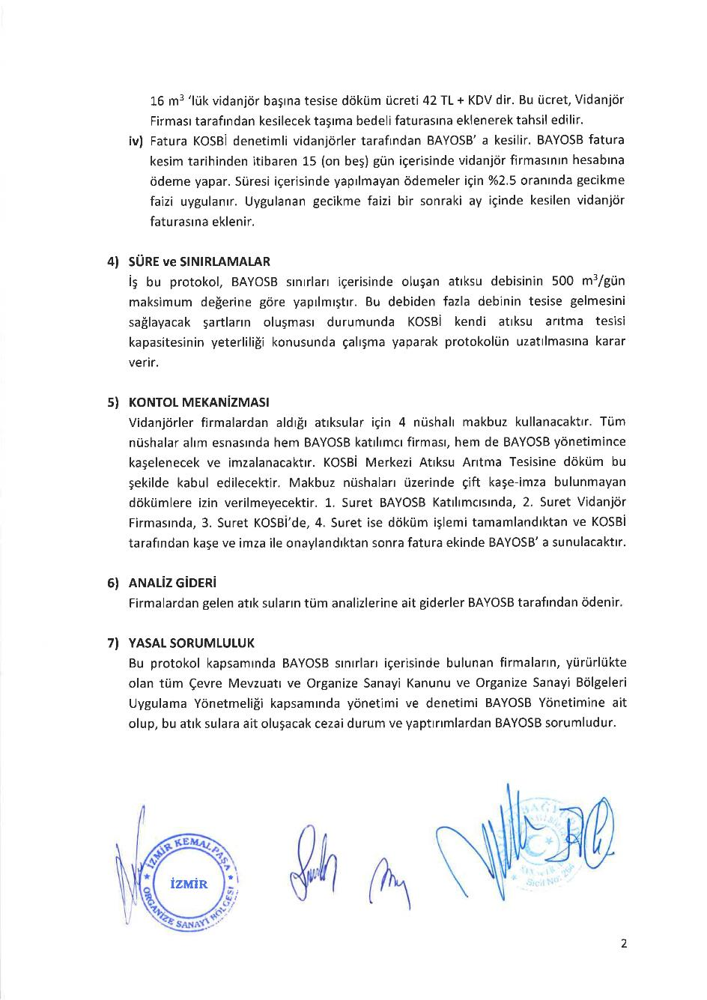 16 m³ ‘lük vidanjör başına tesise döküm ücreti 42 TL + KDV dir. Bu ücret, Vidanjör
Firması tarafından kesilecek taşıma bedeli faturasına eklenerek tahsil edilir.
iv) Fatura KOSBİ denetimli vidanjörler tarafından BAYOSB’ a kesilir. BAYOSB fatura
kesim tarihinden itibaren 15 (on beş) gün içerisinde vidanjör firmasının hesabına
ödeme yapar. Süresi içerisinde yapılmayan ödemeler için %2.5 oranında gecikme
faizi uygulanır. Uygulanan gecikme faizi bir sonraki ay içinde kesilen vidanjör
faturasına eklenir.
4) SÜRE ve SINIRLAMALAR
İş bu protokol, BAYOSB sınırları içerisinde oluşan atıksu debisinin 500 m³/gün
maksimum değerine göre yapılmıştır. Bu debiden fazla debinin tesise gelmesini
sağlayacak şartların oluşması durumunda KOSBİ kendi atıksu arıtma tesisi
kapasitesinin yeterliliği konusunda çalışma yaparak protokolün uzatılmasına karar
verir.
5) KONTOL MEKANİZMASI
Vidanjörler firmalardan aldığı atıksular için 4 nüshalı makbuz kullanacaktır. Tüm
nüshalar alım esnasında hem BAYOSB katılımcı firması, hem de BAYOSB yönetimince
kaşelenecek ve imzalanacaktır. KOSBİ Merkezi Atıksu Arıtma Tesisine döküm bu
şekilde kabul edilecektir. Makbuz nüshaları üzerinde çift kaşe-imza bulunmayan
dökümlere izin verilmeyecektir. 1. Suret BAYOSB Katılımcısında, 2. Suret Vidanjör
Firmasında, 3. Suret KOSBİ’de, 4. Suret ise döküm işlemi tamamlandıktan ve KOSBİ
tarafından kaşe ve imza ile onaylandıktan sonra fatura ekinde BAYOSB’ a sunulacaktır.
6) ANALİZ GİDERİ
Firmalardan gelen atık suların tüm analizlerine ait giderler BAYOSB tarafından ödenir.
7) YASAL SORUMLULUK
Bu protokol kapsamında BAYOSB sınırları içerisinde bulunan firmaların, yürürlükte
olan tüm Çevre Mevzuatı ve Organize Sanayi Kanunu ve Organize Sanayi Bölgeleri
Uygulama Yönetmeliği kapsamında yönetimi ve denetimi BAYOSB Yönetimine ait
olup, bu atık sulara ait oluşacak cezai durum ve yaptırımlardan BAYOSB sorumludur.
İZMİR KEMALPAŞA
İZMİR
ORGANİZE SANAYİ BÖLGESİ
Sicil No: 266
2